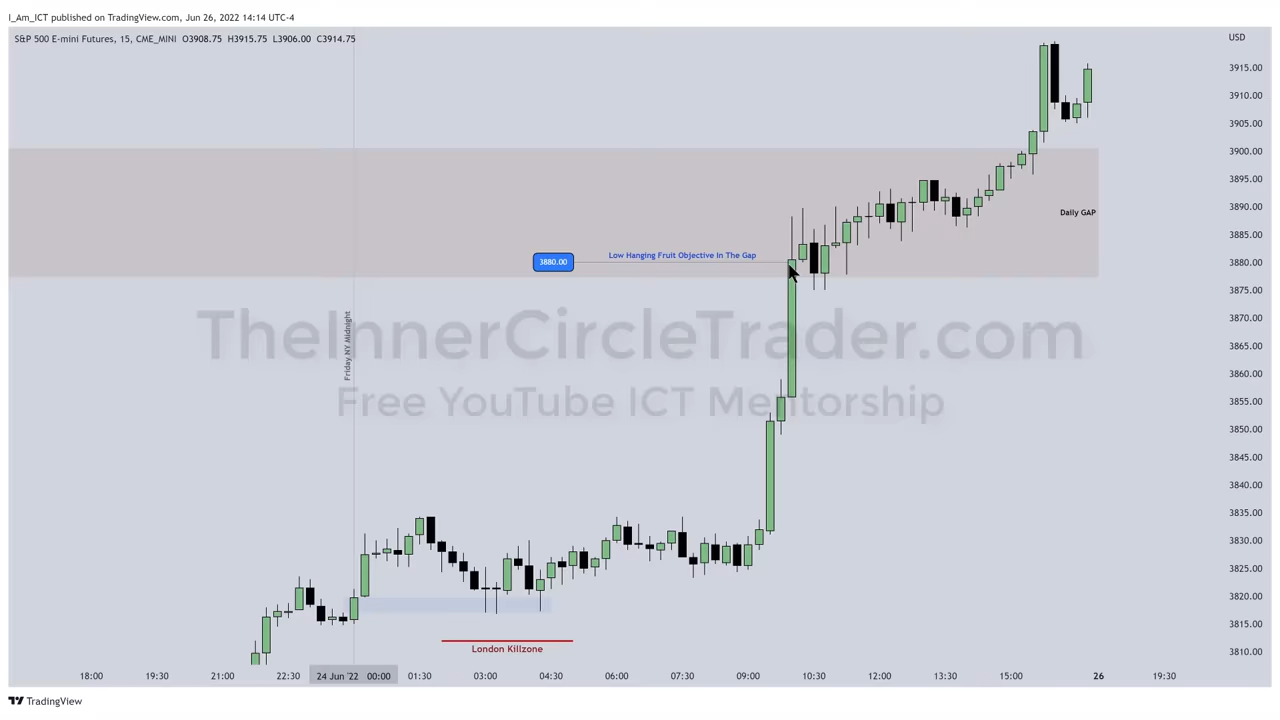 I_Am_ICT published on TradingView.com, Jun 26, 2022 14:14 UTC-4
S&P 500 E-mini Futures, 15, CME_MINI O3908.75 H3915.75 L3906.00 C3914.75
USD
3915.00
3910.00
3905.00
3900.00
3895.00
3890.00
Daily GAP
3885.00
Low Hanging Fruit Objective In The Gap
3880.00
3880.00
3875.00
3870.00
TheInnerCircleTrader.com
3865.00
Friday NY Midnight
3860.00
3855.00
Free YouTube ICT Mentorship
3850.00
3845.00
3840.00
3835.00
3830.00
3825.00
3820.00
3815.00
London Killzone
3810.00
18:00 19:30 21:00 22:30 24 Jun '22 00:00 01:30 03:00 04:30 06:00 07:30 09:00 10:30 12:00 13:30 15:00 26 19:30
TradingView